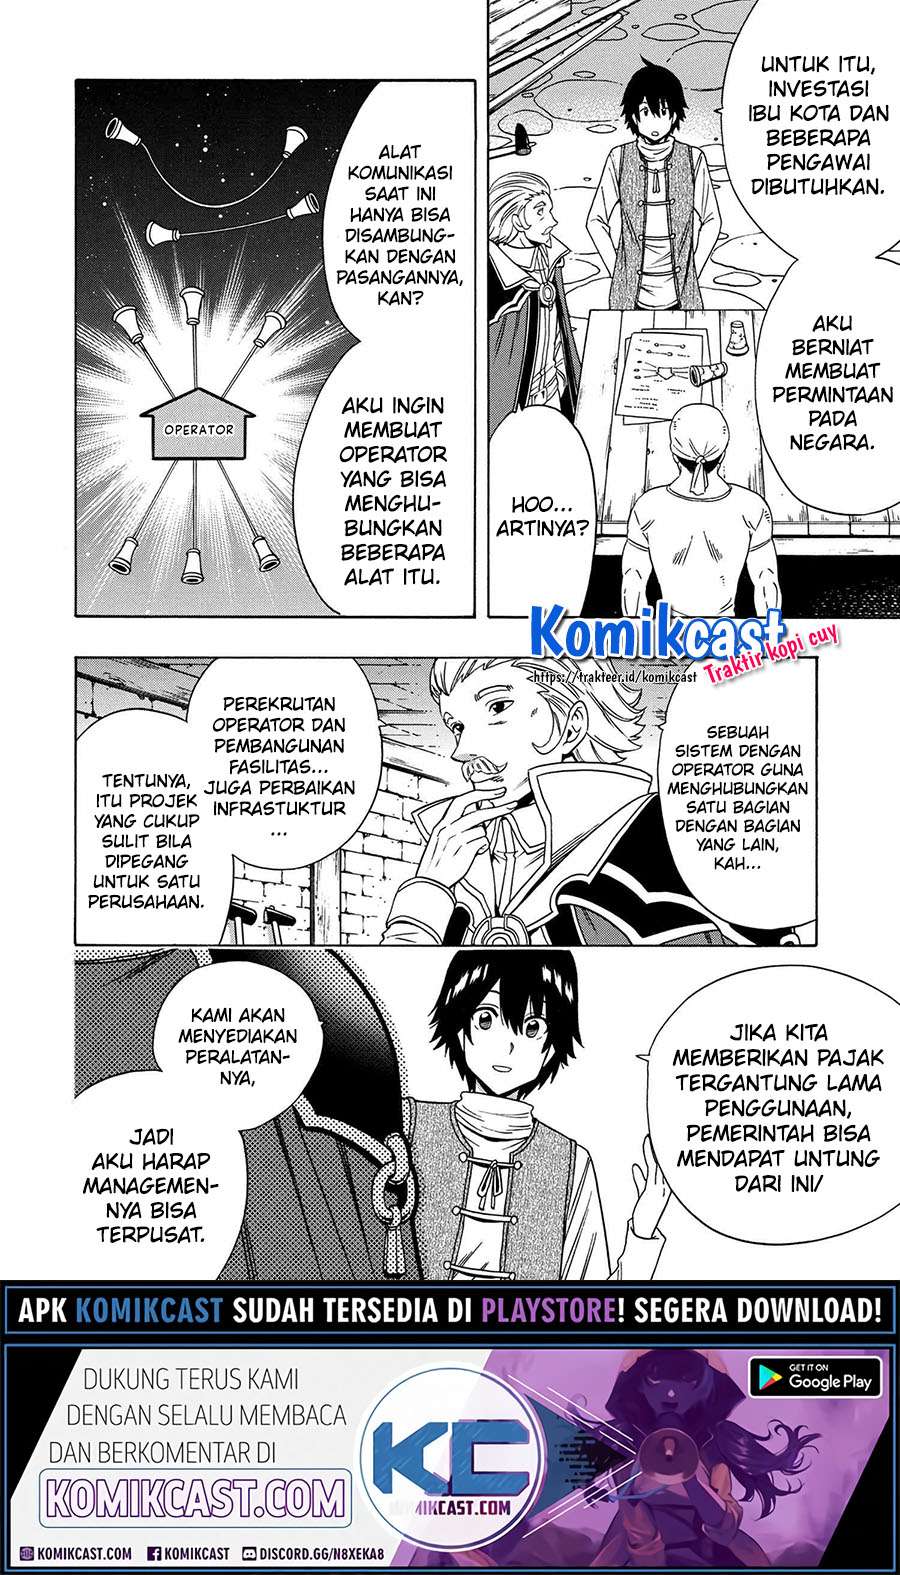 UNTUK ITU,
INVESTASI
IBU KOTA DAN
BEBERAPA
PENGAWAI
DIBUTUHKAN.
AKU
BERNIAT
MEMBUAT
PERMINTAAN
PADA
NEGARA.
HOO...
ARTINYA?
ALAT
KOMUNIKASI
SAAT INI
HANYA BISA
DISAMBUNG-
KAN DENGAN
PASANGANNYA,
KAN?
AKU INGIN
MEMBUAT
OPERATOR
YANG BISA
MENGHU-
BUNGKAN
BEBERAPA
ALAT ITU.
OPERATOR
Komikcast
Traktir kopi cuy
https://trakteer.id/komikcast
SEBUAH
SISTEM DENGAN
OPERATOR GUNA
MENGHUBUNGKAN
SATU BAGIAN
DENGAN BAGIAN
YANG LAIN,
KAH...
PEREKRUTAN
OPERATOR DAN
PEMBANGUNAN
FASILITAS...
JUGA PERBAIKAN
INFRASTUKTUR
...
TENTUNYA,
ITU PROJEK
YANG CUKUP
SULIT BILA
DIPEGANG
UNTUK SATU
PERUSAHAAN.
JIKA KITA
MEMBERIKAN PAJAK
TERGANTUNG LAMA
PENGGUNAAN,
PEMERINTAH BISA
MENDAPAT UNTUNG
DARI INI/
KAMI AKAN
MENYEDIAKAN
PERALATAN-
NYA,
JADI
AKU HARAP
MANAGEMEN-
NYA BISA
TERPUSAT.
APK KOMIKCAST SUDAH TERSEDIA DI PLAYSTORE! SEGERA DOWNLOAD!
DUKUNG TERUS KAMI
DENGAN SELALU MEMBACA
DAN BERKOMENTAR DI
KOMIKCAST.COM
KOMIKCAST.COM KOMIKCAST DISCORD.GG/N8XEKA8
KC
WWW.KOMIKCAST.COM
GET IT ON
Google Play